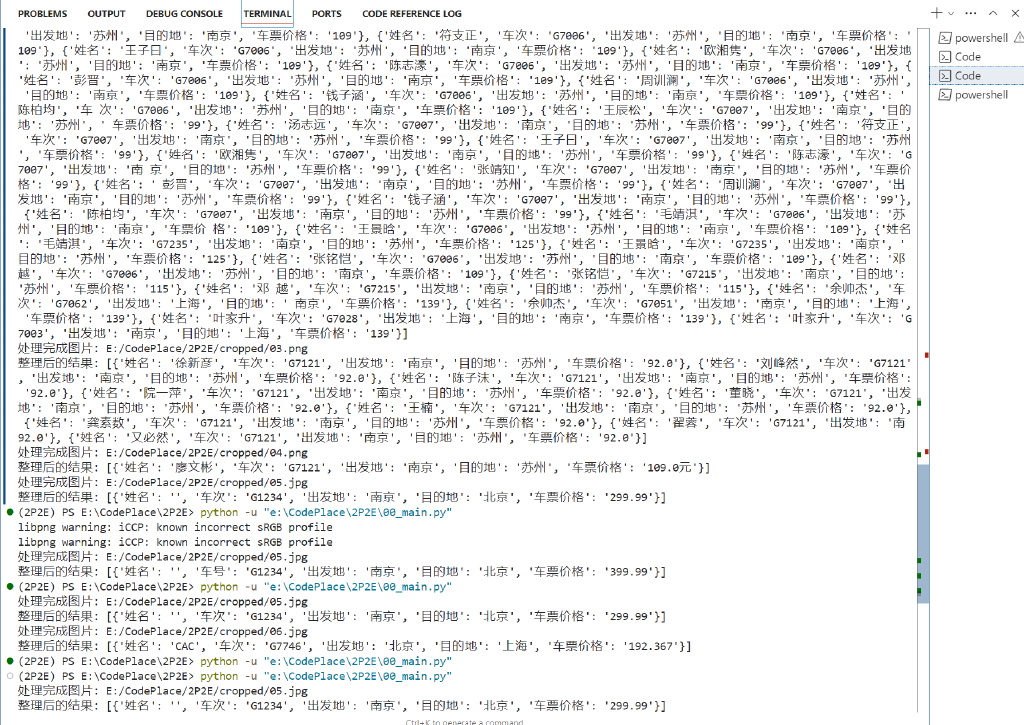 PROBLEMS OUTPUT DEBUG CONSOLE TERMINAL PORTS CODE REFERENCE LOG
'出发地': '苏州', '目的地': '南京', '车票价格': '109'}, {'姓名': '符支正', '车次': 'G7006', '出发地': '苏州', '目的地': '南京', '车票价格': '
109'}, {'姓名': '王子曰', '车次': 'G7006', '出发地': '苏州', '目的地': '南京', '车票价格': '109'}, {'姓名': '欧湘隽', '车次': 'G7006', '出发地
': '苏州', '目的地': '南京', '车票价格': '109'}, {'姓名': '陈志濠', '车次': 'G7006', '出发地': '苏州', '目的地': '南京', '车票价格': '109'}, {
'姓名': '彭晋', '车次': 'G7006', '出发地': '苏州', '目的地': '南京', '车票价格': '109'}, {'姓名': '周训澜', '车次': 'G7006', '出发地': '苏州',
'目的地': '南京', '车票价格': '109'}, {'姓名': '钱子涵', '车次': 'G7006', '出发地': '苏州', '目的地': '南京', '车票价格': '109'}, {'姓名': '
陈柏均', '车 次': 'G7006', '出发地': '苏州', '目的地': '南京', '车票价格': '109'}, {'姓名': '王辰松', '车次': 'G7007', '出发地': '南京', '目的
地': '苏州', ' 车票价格': '99'}, {'姓名': '汤志远', '车次': 'G7007', '出发地': '南京', '目的地': '苏州', '车票价格': '99'}, {'姓名': '符支正',
'车次': 'G7007', '出发地': '南京', '目的地': '苏州', '车票价格': '99'}, {'姓名': '王子曰', '车次': 'G7007', '出发地': '南京', '目的地': '苏州
', '车票价格': '99'}, {'姓名': '欧湘隽', '车次': 'G7007', '出发地': '南京', '目的地': '苏州', '车票价格': '99'}, {'姓名': '陈志濠', '车次': 'G
7007', '出发地': '南 京', '目的地': '苏州', '车票价格': '99'}, {'姓名': '张靖知', '车次': 'G7007', '出发地': '南京', '目的地': '苏州', '车票价
格': '99'}, {'姓名': ' 彭晋', '车次': 'G7007', '出发地': '南京', '目的地': '苏州', '车票价格': '99'}, {'姓名': '周训澜', '车次': 'G7007', '出
发地': '南京', '目的地': '苏州', '车票价格': '99'}, {'姓名': '钱子涵', '车次': 'G7007', '出发地': '南京', '目的地': '苏州', '车票价格': '99'},
{'姓名': '陈柏均', '车次': 'G7007', '出发地': '南京', '目的地': '苏州', '车票价格': '99'}, {'姓名': '毛靖淇', '车次': 'G7006', '出发地': '苏
州', '目的地': '南京', '车票价 格': '109'}, {'姓名': '王景晗', '车次': 'G7006', '出发地': '苏州', '目的地': '南京', '车票价格': '109'}, {'姓名
': '毛靖淇', '车次': 'G7235', '出发地': '南京', '目的地': '苏州', '车票价格': '125'}, {'姓名': '王景晗', '车次': 'G7235', '出发地': '南京', '
目的地': '苏州', '车票价格': '125'}, {'姓名': '张铭恺', '车次': 'G7006', '出发地': '苏州', '目的地': '南京', '车票价格': '109'}, {'姓名': '邓
越', '车次': 'G7006', '出发地': '苏州', '目的地': '南京', '车票价格': '109'}, {'姓名': '张铭恺', '车次': 'G7215', '出发地': '南京', '目的地':
'苏州', '车票价格': '115'}, {'姓名': '邓 越', '车次': 'G7215', '出发地': '南京', '目的地': '苏州', '车票价格': '115'}, {'姓名': '余帅杰', '车
次': 'G7062', '出发地': '上海', '目的地': ' 南京', '车票价格': '139'}, {'姓名': '余帅杰', '车次': 'G7051', '出发地': '南京', '目的地': '上海',
'车票价格': '139'}, {'姓名': '叶家升', '车次': 'G7028', '出发地': '上海', '目的地': '南京', '车票价格': '139'}, {'姓名': '叶家升', '车次': 'G
7003', '出发地': '南京', '目的地': '上海', '车票价格': '139'}]
处理完成图片: E:/CodePlace/2P2E/cropped/03.png
整理后的结果: [{'姓名': '徐新彦', '车次': 'G7121', '出发地': '南京', '目的地': '苏州', '车票价格': '92.0'}, {'姓名': '刘峰然', '车次': 'G7121'
, '出发地': '南京', '目的地': '苏州', '车票价格': '92.0'}, {'姓名': '陈子沫', '车次': 'G7121', '出发地': '南京', '目的地': '苏州', '车票价格':
'92.0'}, {'姓名': '院一萍', '车次': 'G7121', '出发地': '南京', '目的地': '苏州', '车票价格': '92.0'}, {'姓名': '董晓', '车次': 'G7121', '出发
地': '南京', '目的地': '苏州', '车票价格': '92.0'}, {'姓名': '王楠', '车次': 'G7121', '出发地': '南京', '目的地': '苏州', '车票价格': '92.0'},
{'姓名': '龚素数', '车次': 'G7121', '出发地': '南京', '目的地': '苏州', '车票价格': '92.0'}, {'姓名': '翟蓉', '车次': 'G7121', '出发地': '南
92.0'}, {'姓名': '又必然', '车次': 'G7121', '出发地': '南京', '目的地': '苏州', '车票价格': '92.0'}]
处理完成图片: E:/CodePlace/2P2E/cropped/04.png
整理后的结果: [{'姓名': '廖文彬', '车次': 'G7121', '出发地': '南京', '目的地': '苏州', '车票价格': '109.0元'}]
处理完成图片: E:/CodePlace/2P2E/cropped/05.jpg
整理后的结果: [{'姓名': '', '车次': 'G1234', '出发地': '南京', '目的地': '北京', '车票价格': '299.99'}]
(2P2E) PS E:\CodePlace\2P2E> python -u "e:\CodePlace\2P2E\00_main.py"
libpng warning: iCCP: known incorrect sRGB profile
libpng warning: iCCP: known incorrect sRGB profile
处理完成图片: E:/CodePlace/2P2E/cropped/05.jpg
整理后的结果: [{'姓名': '', '车号': 'G1234', '出发地': '南京', '目的地': '北京', '车票价格': '399.99'}]
(2P2E) PS E:\CodePlace\2P2E> python -u "e:\CodePlace\2P2E\00_main.py"
处理完成图片: E:/CodePlace/2P2E/cropped/05.jpg
整理后的结果: [{'姓名': '', '车次': 'G1234', '出发地': '南京', '目的地': '北京', '车票价格': '299.99'}]
处理完成图片: E:/CodePlace/2P2E/cropped/06.jpg
整理后的结果: [{'姓名': 'CAC', '车次': 'G7746', '出发地': '北京', '目的地': '上海', '车票价格': '192.367'}]
(2P2E) PS E:\CodePlace\2P2E> python -u "e:\CodePlace\2P2E\00_main.py"
(2P2E) PS E:\CodePlace\2P2E> python -u "e:\CodePlace\2P2E\00_main.py"
处理完成图片: E:/CodePlace/2P2E/cropped/05.jpg
整理后的结果: [{'姓名': '', '车次': 'G1234', '出发地': '南京', '目的地': '北京', '车票价格': '299.99'}]
Ctrl+K to generate a command
powershell
Code
Code
powershell